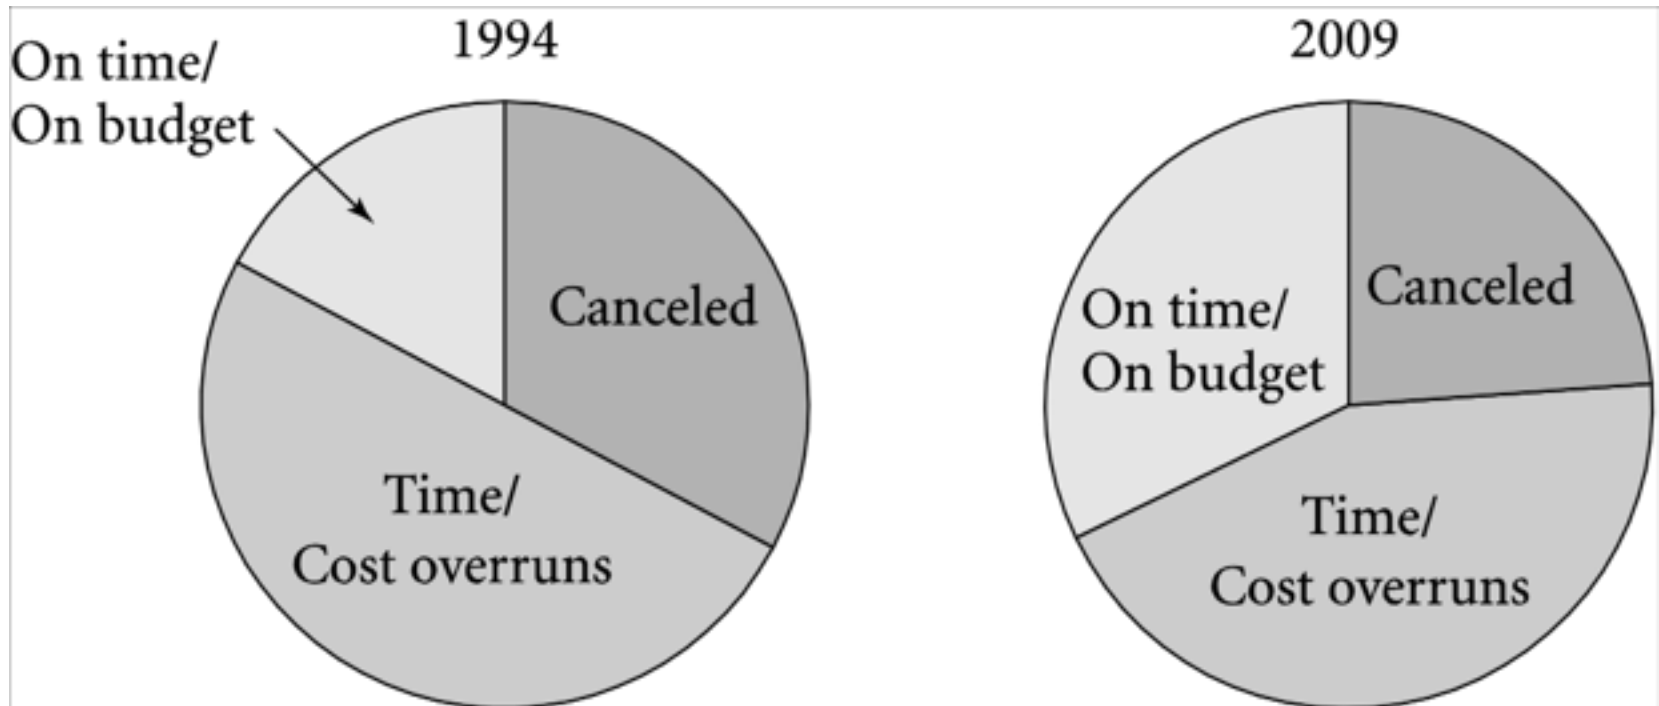 1994
On time/
On budget
Canceled
Time/
Cost overruns
2009
On time/
On budget
Canceled
Time/
Cost overruns